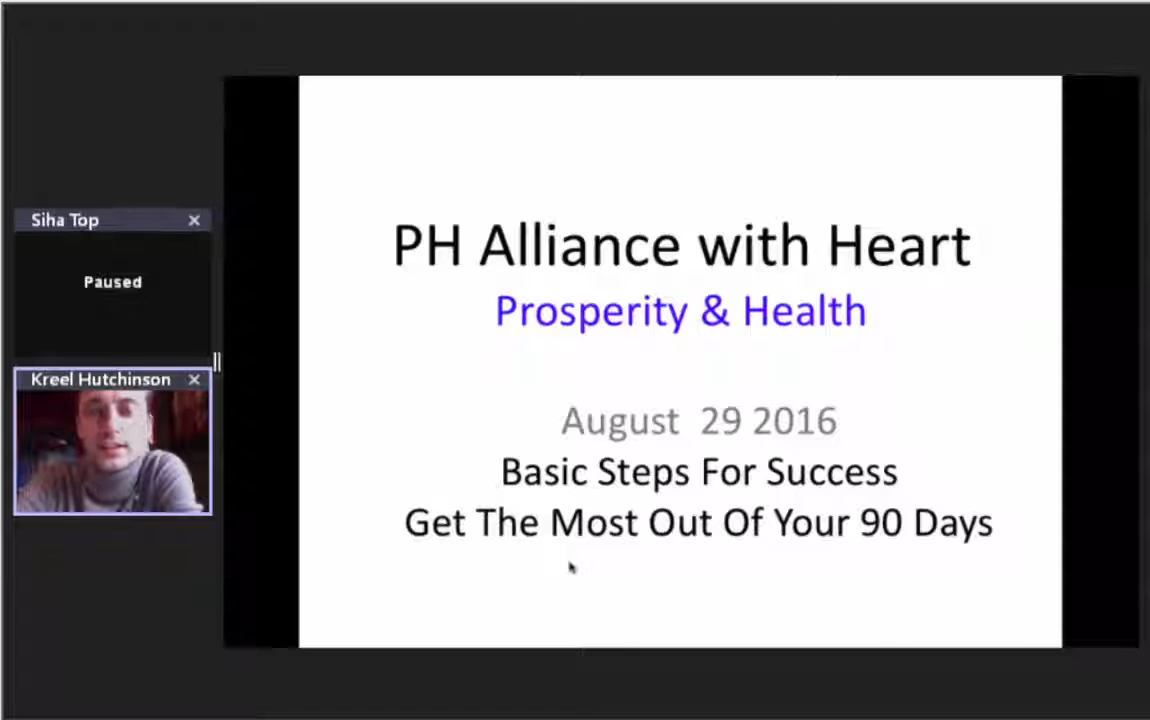 Siha Top
Paused
Kreel Hutchinson
PH Alliance with Heart
Prosperity & Health
August 29 2016
Basic Steps For Success
Get The Most Out Of Your 90 Days